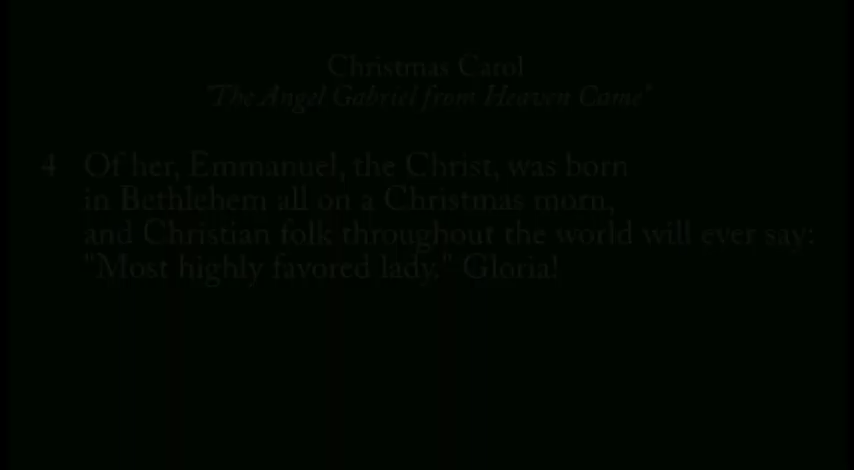 Christmas Carol
"The Angel Gabriel from Heaven Came"
4 Of her, Emmanuel, the Christ, was born
in Bethlehem all on a Christmas morn,
and Christian folk throughout the world will ever say:
"Most highly favored lady," Gloria!